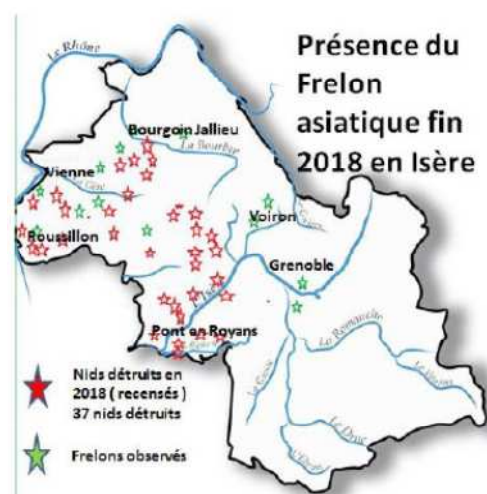 Présence du
Frelon
asiatique fin
2018 en Isère
Le Rhône
Bourgoin Jallieu
La Bourbre
Vienne
Voiron
Roussillon
Grenoble
L'Isère
La Romanche
Pont en Royans
Le Drac
Nids détruits en
2018 ( recensés )
37 nids détruits
Frelons observés